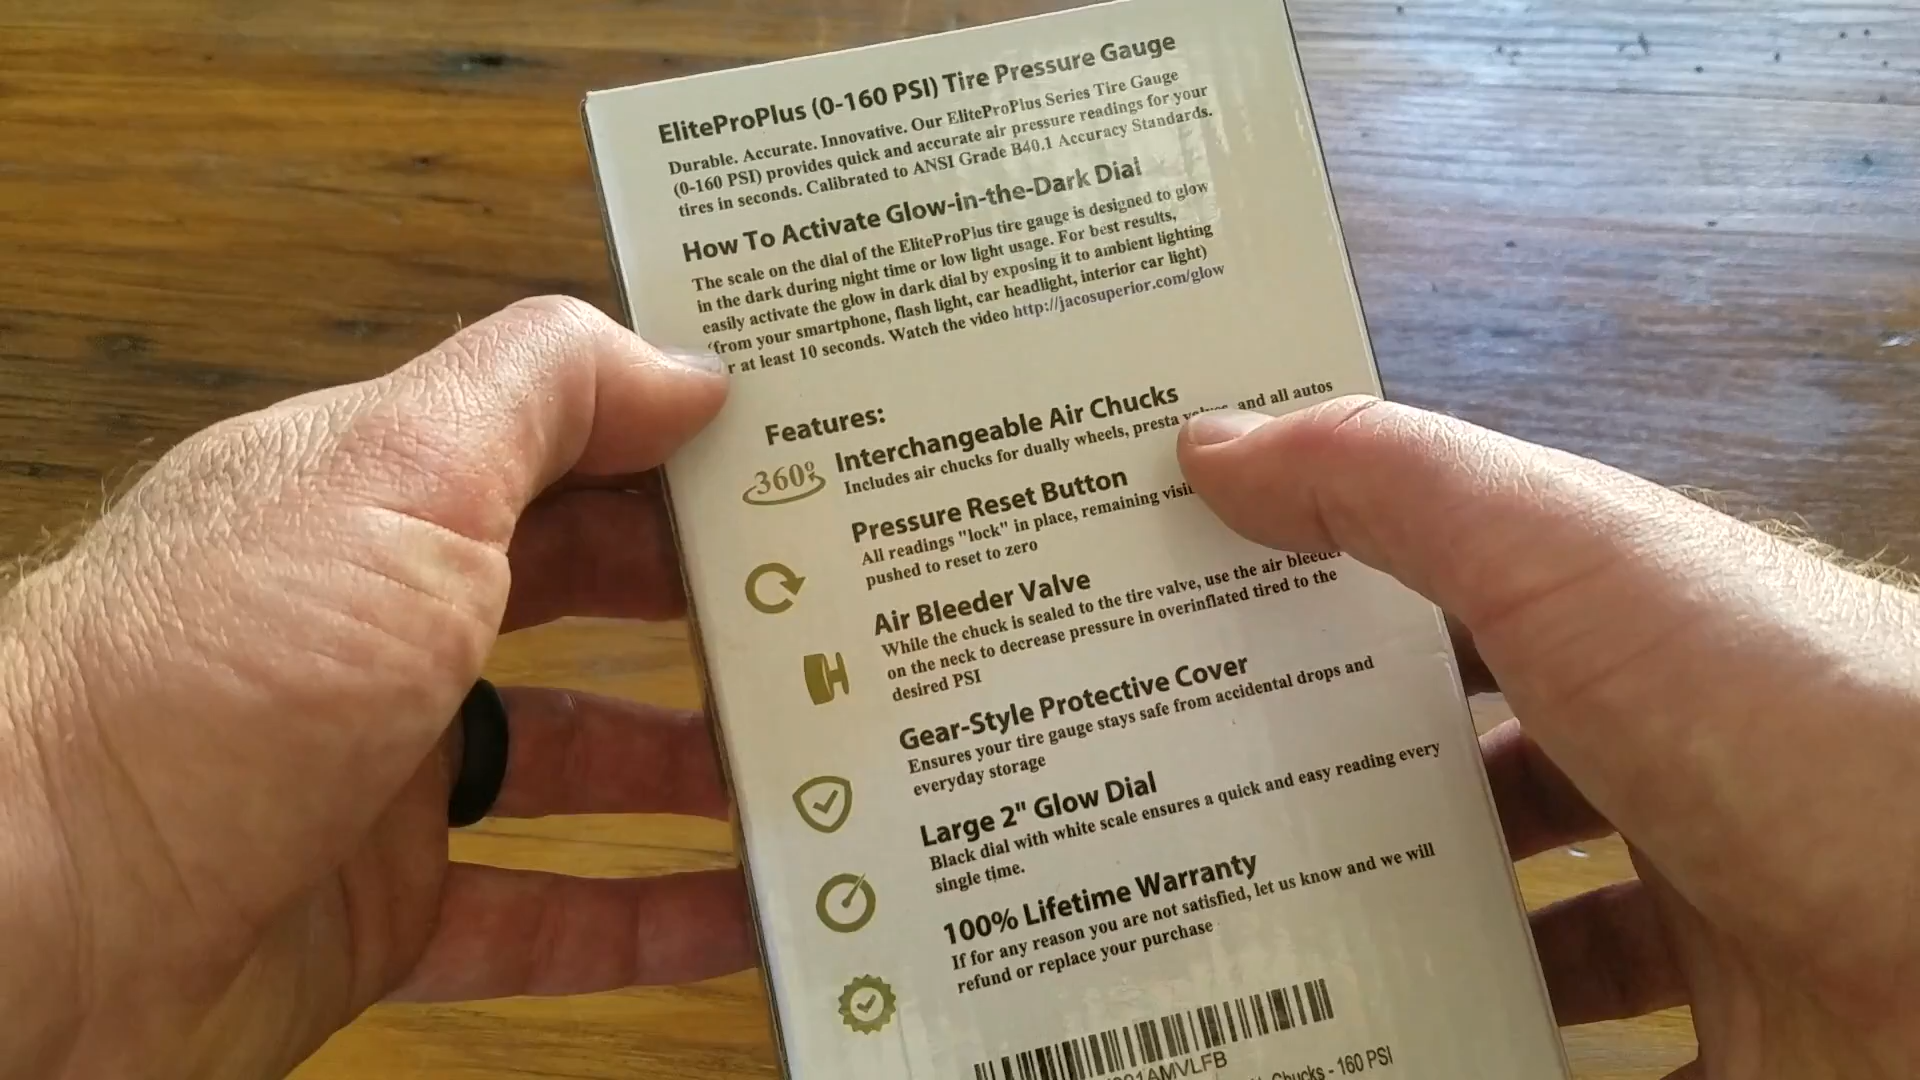 EliteProPlus (0-160 PSI) Tire Pressure Gauge
Durable. Accurate. Innovative. Our EliteProPlus Series Tire Gauge
(0-160 PSI) provides quick and accurate air pressure readings for your
tires in seconds. Calibrated to ANSI Grade B40.1 Accuracy Standards.
How To Activate Glow-in-the-Dark Dial
The scale on the dial of the EliteProPlus tire gauge is designed to glow
in the dark during night time or low light usage. For best results,
easily activate the glow in dark dial by exposing it to ambient lighting
(from your smartphone, flash light, car headlight, interior car light)
r at least 10 seconds. Watch the video http://jacosuperior.com/glow
Features:
360°
Interchangeable Air Chucks
Includes air chucks for dually wheels, presta valves, and all autos
Pressure Reset Button
All readings "lock" in place, remaining
pushed to reset to zero
Air Bleeder Valve
While the chuck is sealed to the tire valve, use the air bleeder
on the neck to decrease pressure in overinflated tired to the
desired PSI
Gear-Style Protective Cover
Ensures your tire gauge stays safe from accidental drops and
everyday storage
Large 2" Glow Dial
Black dial with white scale ensures a quick and easy reading every
single time.
100% Lifetime Warranty
If for any reason you are not satisfied, let us know and we will
refund or replace your purchase
01AMVLFB
Chucks - 160 PSI